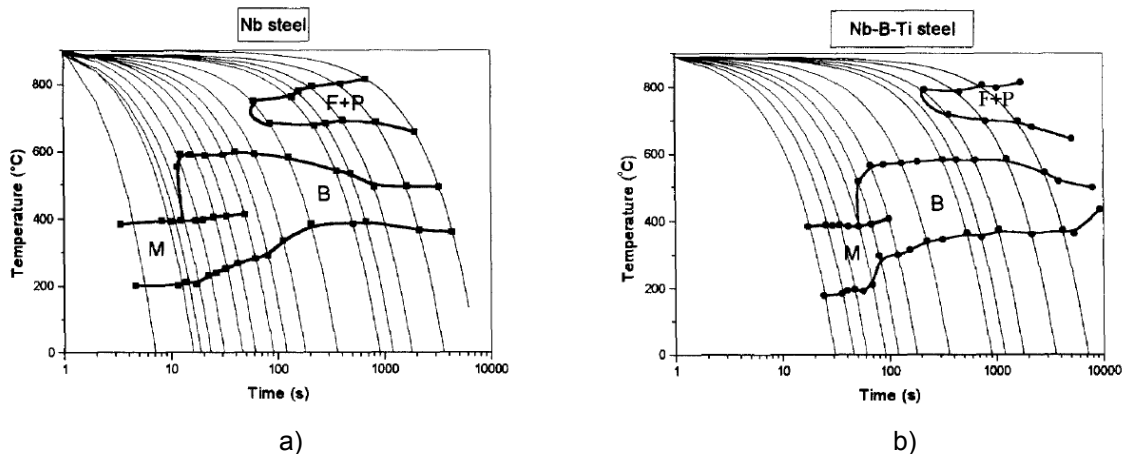 Nb steel
800
600
400
200
0
Temperature (°C)
F+P
B
M
1
10
100
1000
10000
Time (s)
a)
Nb-B-Ti steel
800
600
400
200
0
Temperature (°C)
F+P
B
M
1
10
100
1000
10000
Time (s)
b)